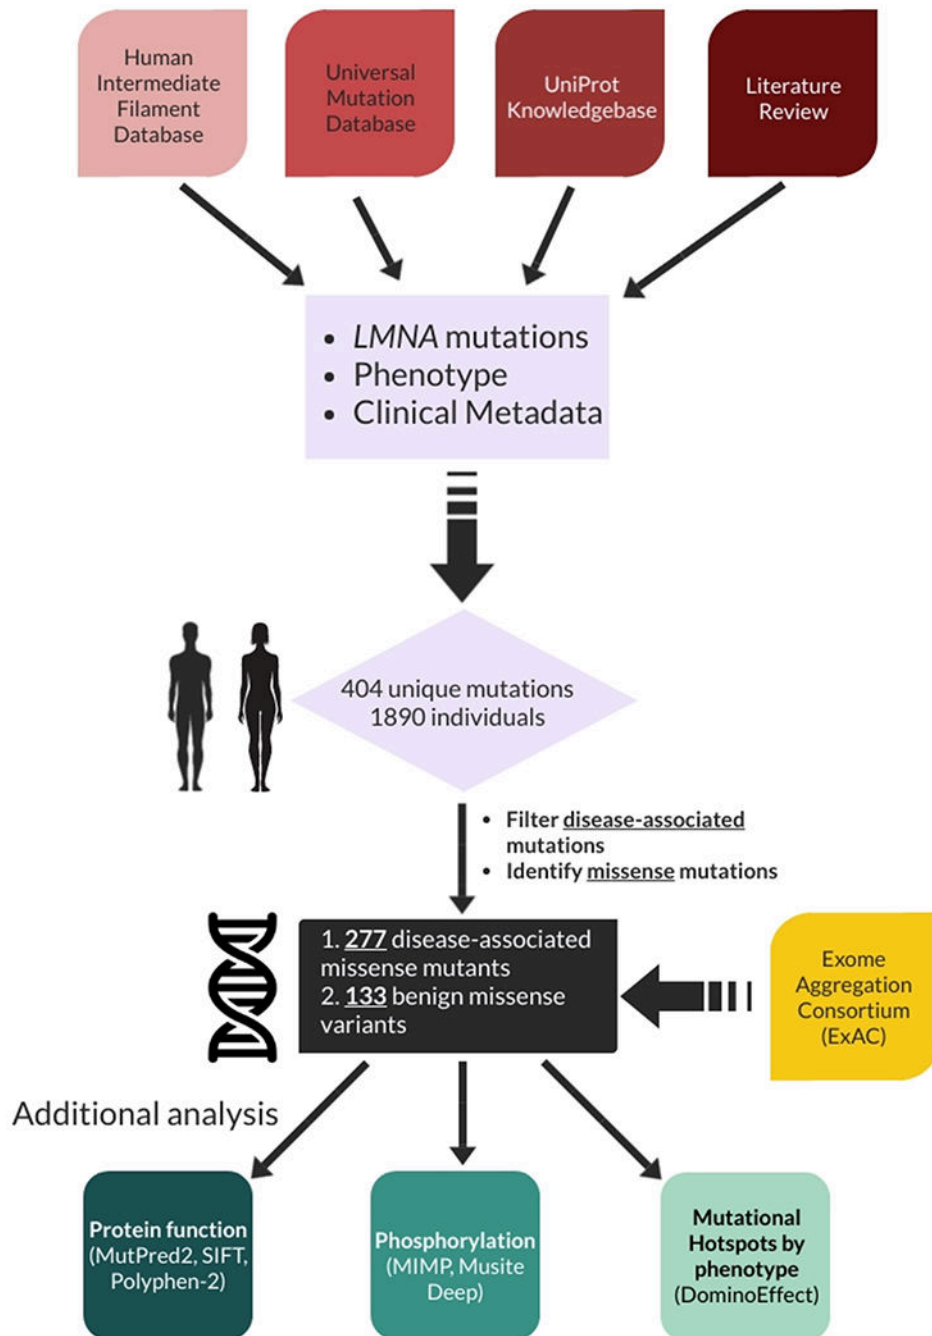 Human
Intermediate
Filament
Database
Universal
Mutation
Database
UniProt
Knowledgebase
Literature
Review
• LMNA mutations
• Phenotype
• Clinical Metadata
404 unique mutations
1890 individuals
• Filter disease-associated
mutations
• Identify missense mutations
1. 277 disease-associated
missense mutants
2. 133 benign missense
variants
Exome
Aggregation
Consortium
(ExAC)
Additional analysis
Protein function
(MutPred2, SIFT,
Polyphen-2)
Phosphorylation
(MIMP, Musite
Deep)
Mutational
Hotspots by
phenotype
(DominoEffect)